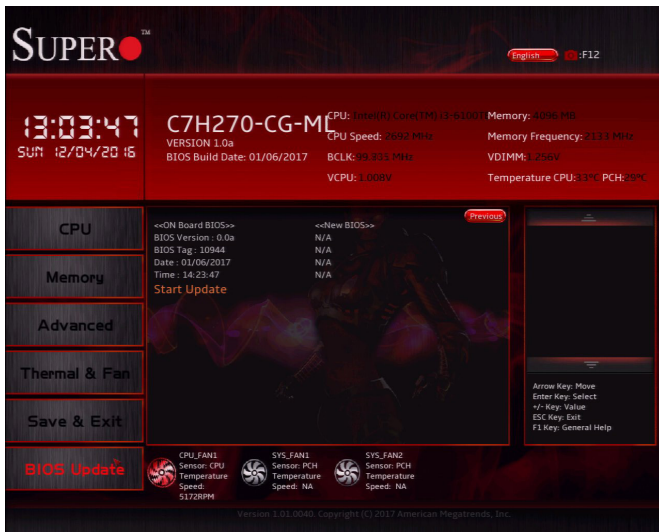 SUPER TM
English :F12
13:03:47
SUN 12/04/2016
C7H270-CG-ML
VERSION 1.0a
BIOS Build Date: 01/06/2017
CPU: Intel(R) Core(TM) i3-6100T
CPU Speed: 2692 MHz
BCLK: 99.335 MHz
VCPU: 1.008V
Memory: 4096 MB
Memory Frequency: 2133 MHz
VDIMM: 1.256V
Temperature CPU: 33°C PCH: 29°C
CPU
Memory
Advanced
Thermal & Fan
Save & Exit
BIOS Update
Previous
<<ON Board BIOS>> <<New BIOS>>
BIOS Version : 0.0a N/A
BIOS Tag : 10944 N/A
Date : 01/06/2017 N/A
Time : 14:23:47 N/A
Start Update
Arrow Key: Move
Enter Key: Select
+/- Key: Value
ESC Key: Exit
F1 Key: General Help
CPU_FAN1
Sensor: CPU
Temperature
Speed:
5172RPM
SYS_FAN1
Sensor: PCH
Temperature
Speed: NA
SYS_FAN2
Sensor: PCH
Temperature
Speed: NA
Version 1.01.0040. Copyright (C) 2017 American Megatrends, Inc.